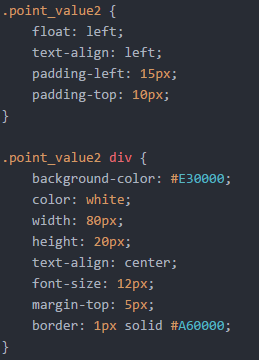 .point_value2 {
    float: left;
    text-align: left;
    padding-left: 15px;
    padding-top: 10px;
}

.point_value2 div {
    background-color: #E30000;
    color: white;
    width: 80px;
    height: 20px;
    text-align: center;
    font-size: 12px;
    margin-top: 5px;
    border: 1px solid #A60000;
}